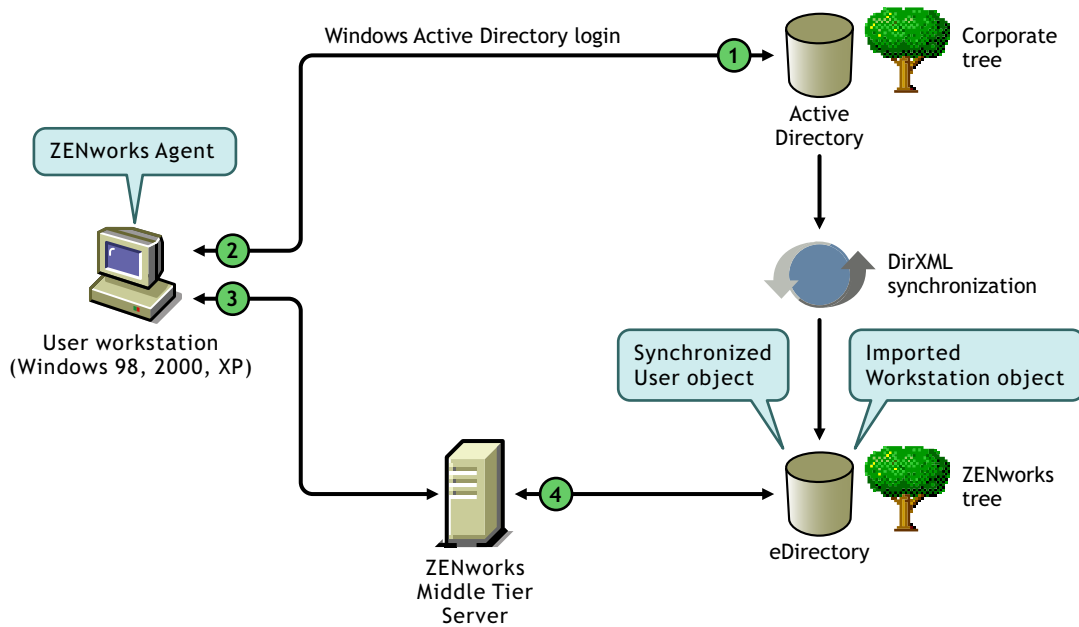 Windows Active Directory login
1
Corporate
tree
Active
Directory
ZENworks Agent
2
3
User workstation
(Windows 98, 2000, XP)
DirXML
synchronization
Synchronized
User object
Imported
Workstation object
4
ZENworks
tree
eDirectory
ZENworks
Middle Tier
Server